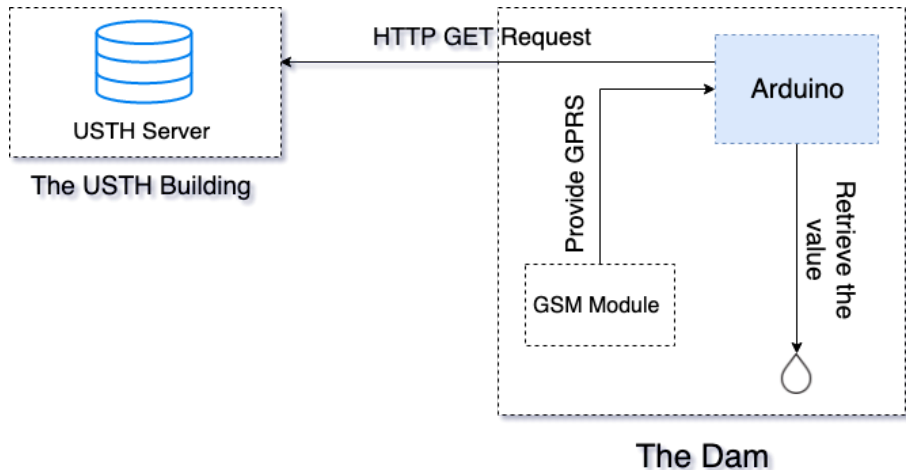 HTTP GET Request
Arduino
USTH Server
The USTH Building
Provide GPRS
Retrieve the
value
GSM Module
The Dam